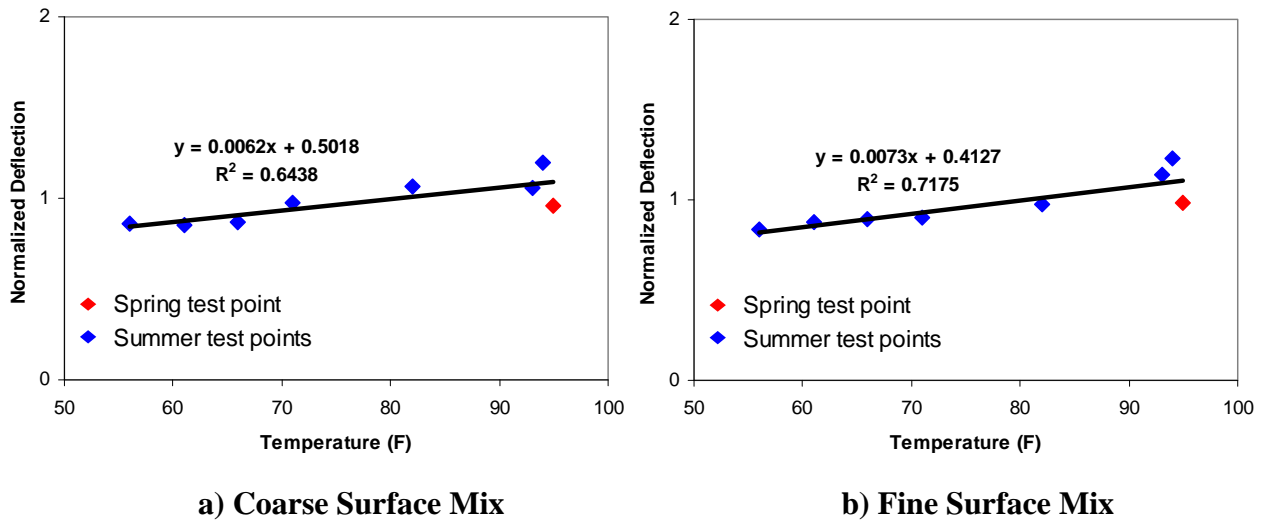 2
1
0
Normalized Deflection
y = 0.0062x + 0.5018
R² = 0.6438
Spring test point
Summer test points
50 60 70 80 90 100
Temperature (F)
a) Coarse Surface Mix
2
1
0
Normalized Deflection
y = 0.0073x + 0.4127
R² = 0.7175
Spring test point
Summer test points
50 60 70 80 90 100
Temperature (F)
b) Fine Surface Mix